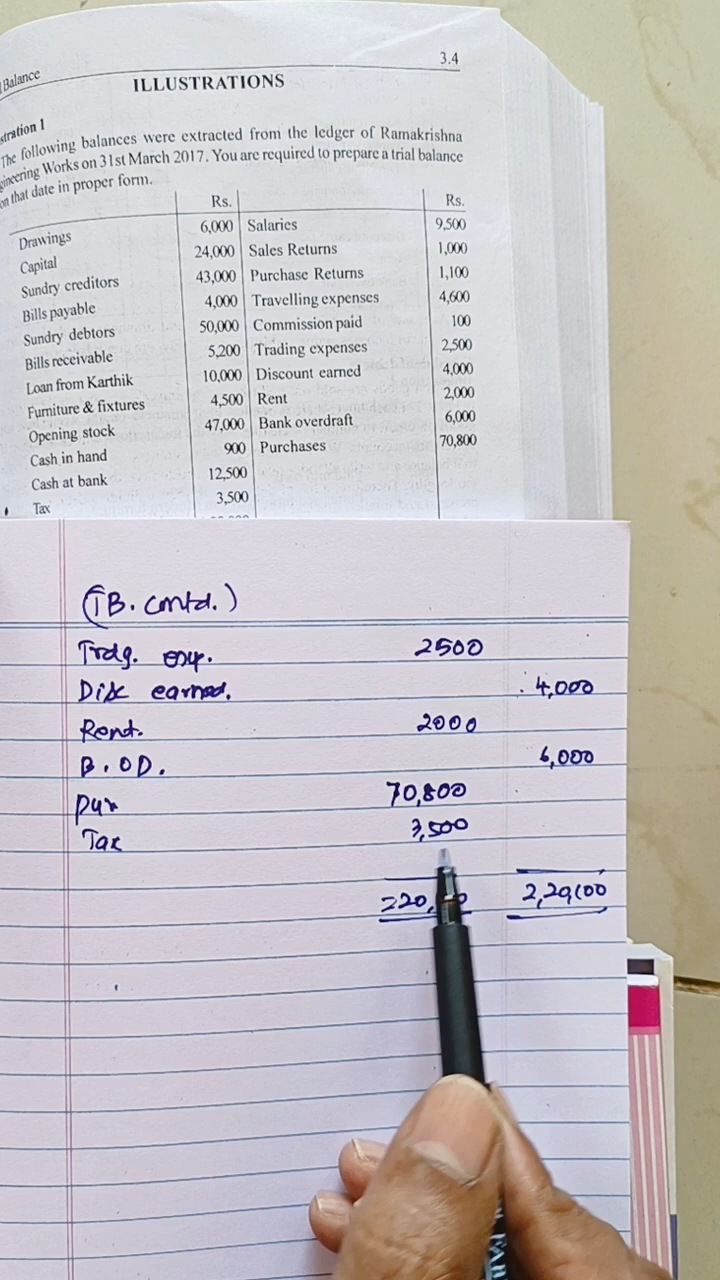 Balance
ILLUSTRATIONS
3.4
stration 1
The following balances were extracted from the ledger of Ramakrishna
gineering Works on 31st March 2017. You are required to prepare a trial balance
on that date in proper form.
Rs. Rs.
Drawings 6,000 Salaries 9,500
Capital 24,000 Sales Returns 1,000
Sundry creditors 43,000 Purchase Returns 1,100
Bills payable 4,000 Travelling expenses 4,600
Sundry debtors 50,000 Commission paid 100
Bills receivable 5,200 Trading expenses 2,500
Loan from Karthik 10,000 Discount earned 4,000
Furniture & fixtures 4,500 Rent 2,000
Opening stock 47,000 Bank overdraft 6,000
Cash in hand 900 Purchases 70,800
Cash at bank 12,500
Tax 3,500
(TB. contd.)
Trdg. exp. 2500
Disc earned. 4,000
Rent. 2000
B.OD. 6,000
pur 70,800
Tax 3,500
220, 2,20,100